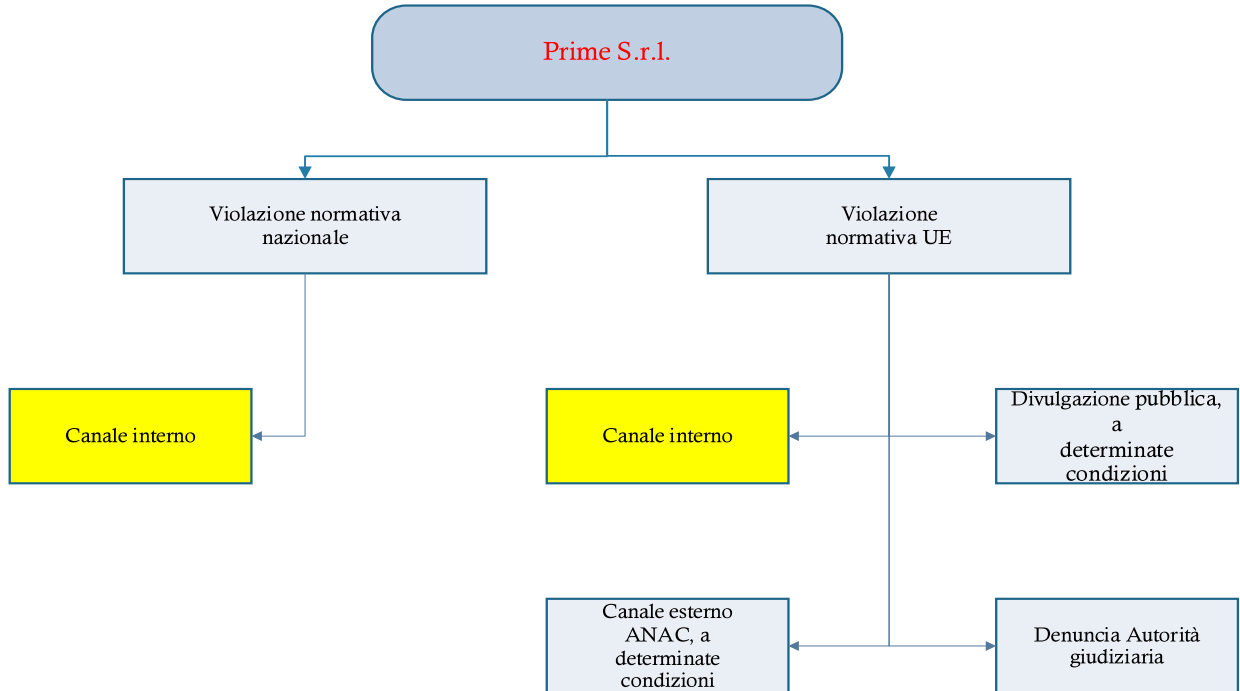 Prime S.r.l.
Violazione normativa
nazionale
Violazione
normativa UE
Canale interno
Canale interno
Divulgazione pubblica,
a
determinate
condizioni
Canale esterno
ANAC, a
determinate
condizioni
Denuncia Autorità
giudiziaria